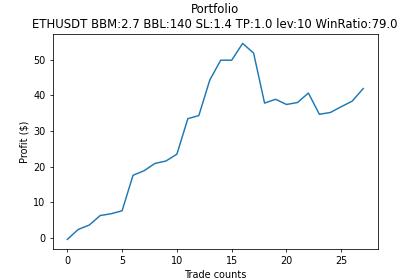 Portfolio
ETHUSDT BBM:2.7 BBL:140 SL:1.4 TP:1.0 lev:10 WinRatio:79.0
50
40
30
20
10
0
Profit ($)
0 5 10 15 20 25
Trade counts